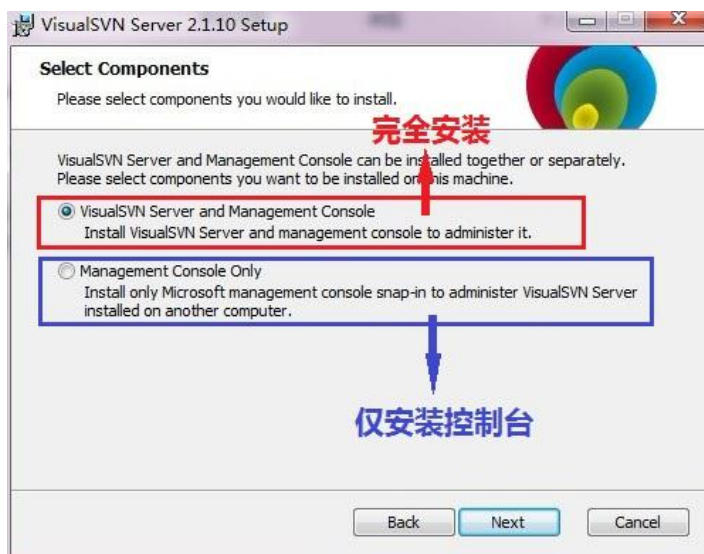 VisualSVN Server 2.1.10 Setup
Select Components
Please select components you would like to install.
完全安装
VisualSVN Server and Management Console can be installed together or separately.
Please select components you want to be installed on this machine.
VisualSVN Server and Management Console
Install VisualSVN Server and management console to administer it.
Management Console Only
Install only Microsoft management console snap-in to administer VisualSVN Server
installed on another computer.
仅安装控制台
Back
Next
Cancel